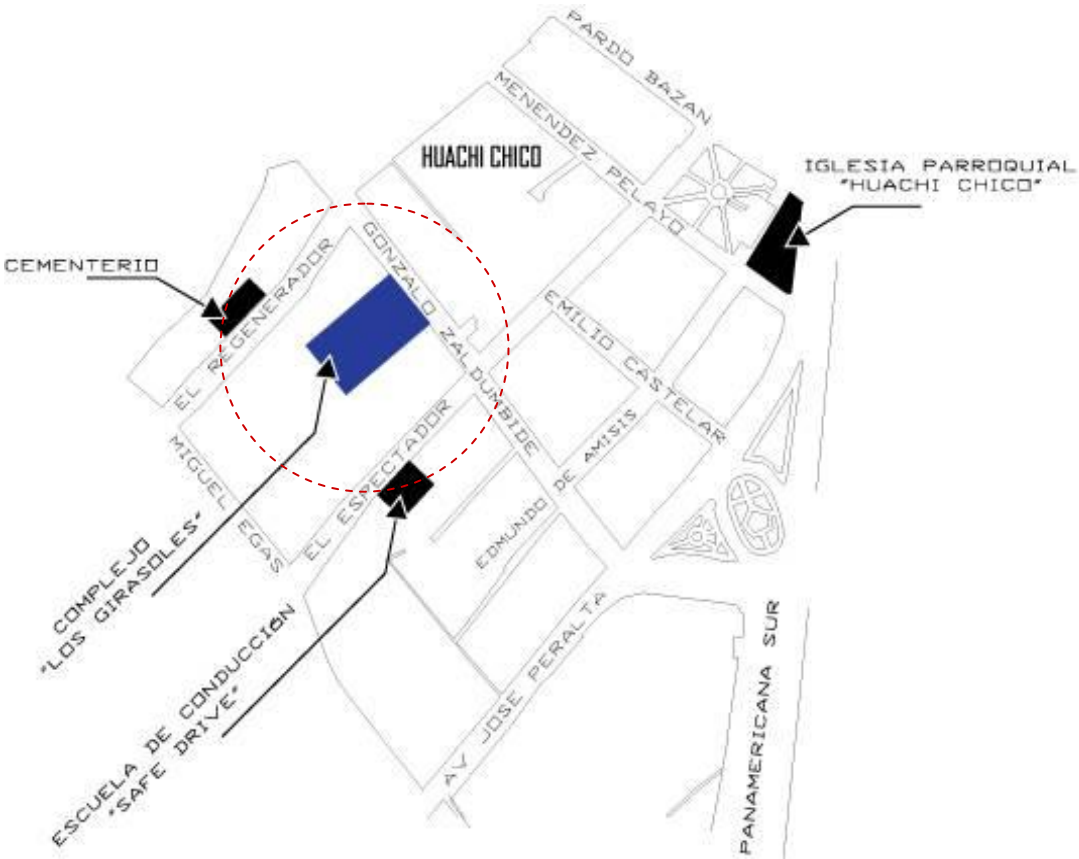 PARDO BAZAN
MENENDEZ PELAYO
HUACHI CHICO
IGLESIA PARROQUIAL
"HUACHI CHICO"
CEMENTERIO
EL REGENERADOR
GONZALO ZALDUMBIDE
EMILIO CASTELAR
MIGUEL EGAS
EL ESPECTADOR
EDMUNDO DE AMISIS
COMPLEJO
"LOS GIRASOLES"
ESCUELA DE CONDUCCIÓN
"SAFE DRIVE"
AV JOSE PERALTA
PANAMERICANA SUR